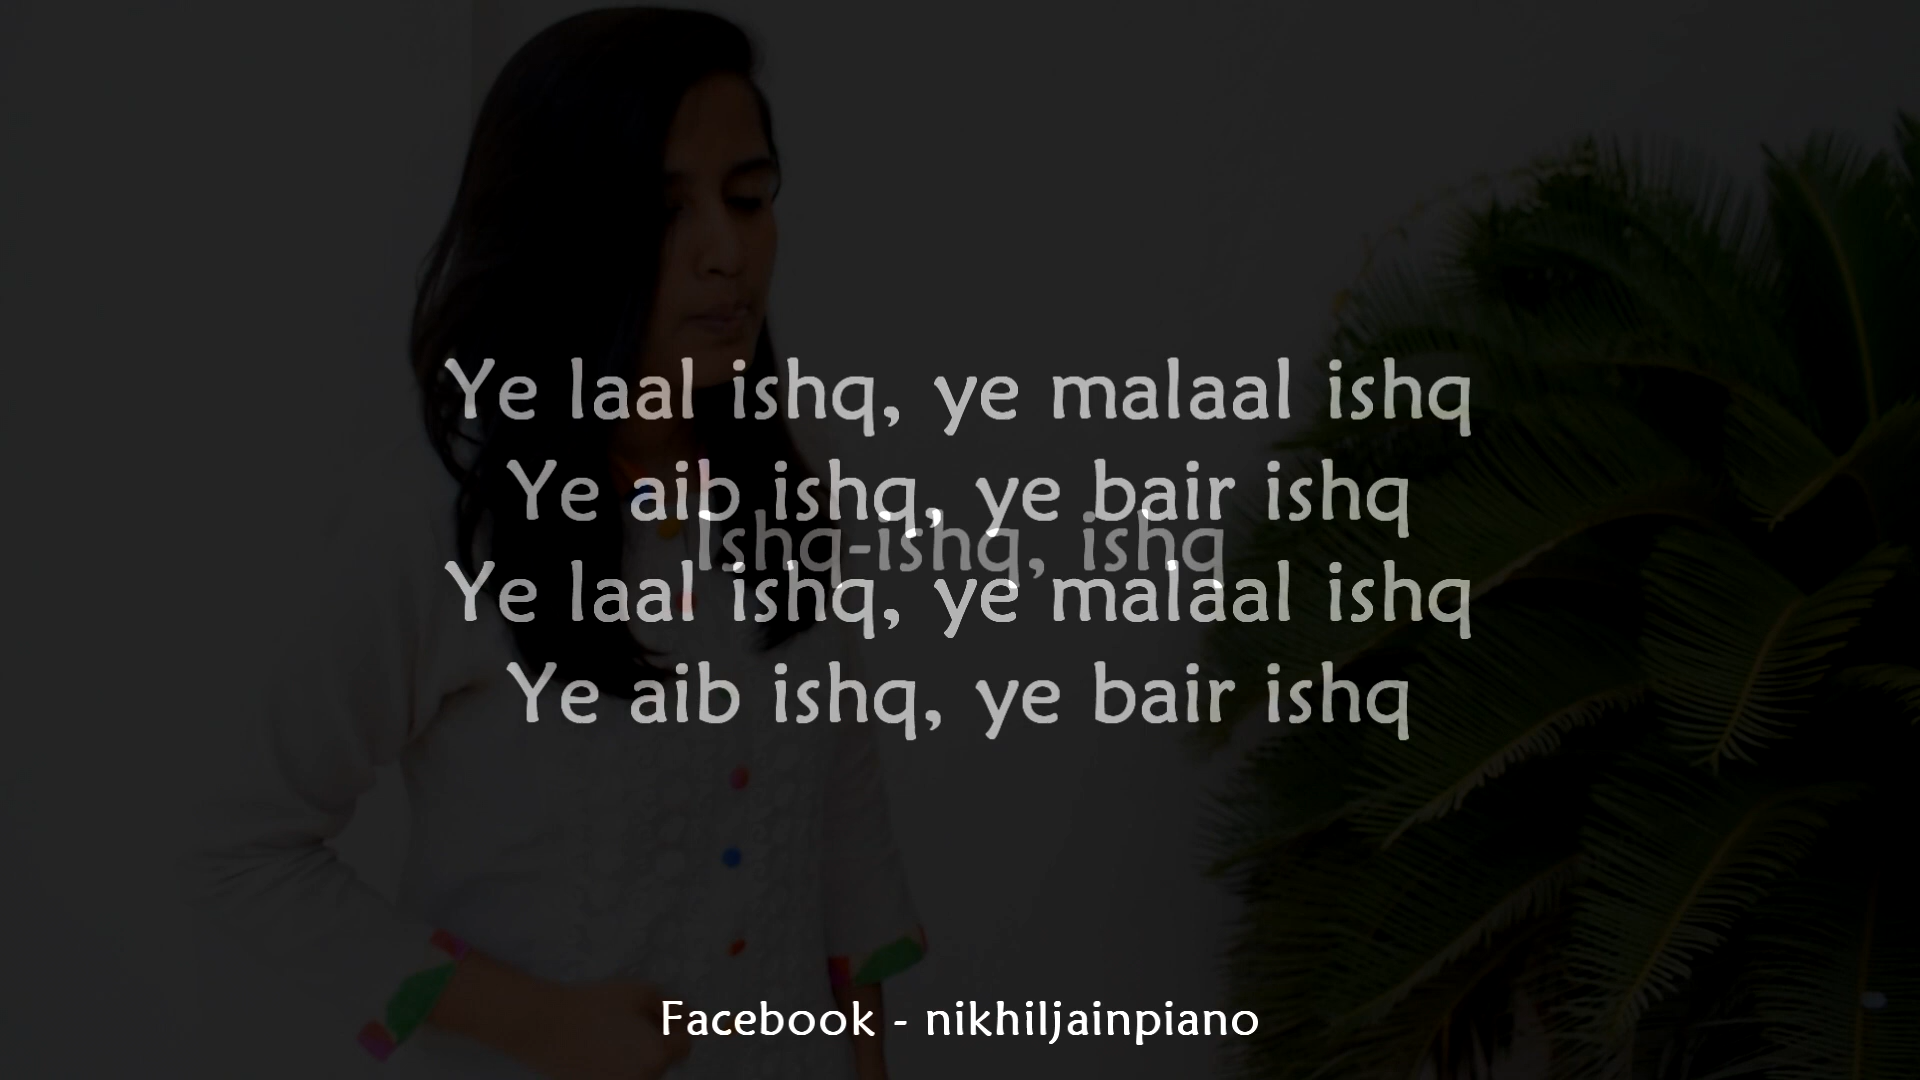 Ye laal ishq, ye malaal ishq
Ye aib ishq, ye bair ishq
Ishq-ishq, ishq
Ye laal ishq, ye malaal ishq
Ye aib ishq, ye bair ishq
Facebook - nikhiljainpiano